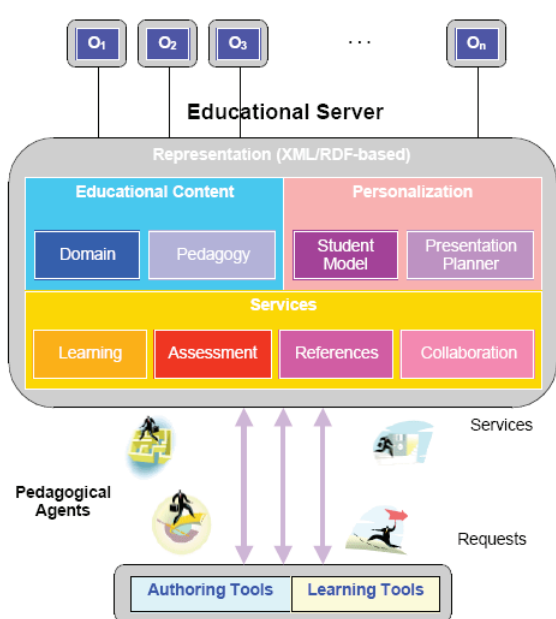 O1 O2 O3 ... On
Educational Server
Representation (XML/RDF-based)
Educational Content Personalization
Domain Pedagogy Student Model Presentation Planner
Services
Learning Assessment References Collaboration
Services
Pedagogical Agents
Requests
Authoring Tools Learning Tools